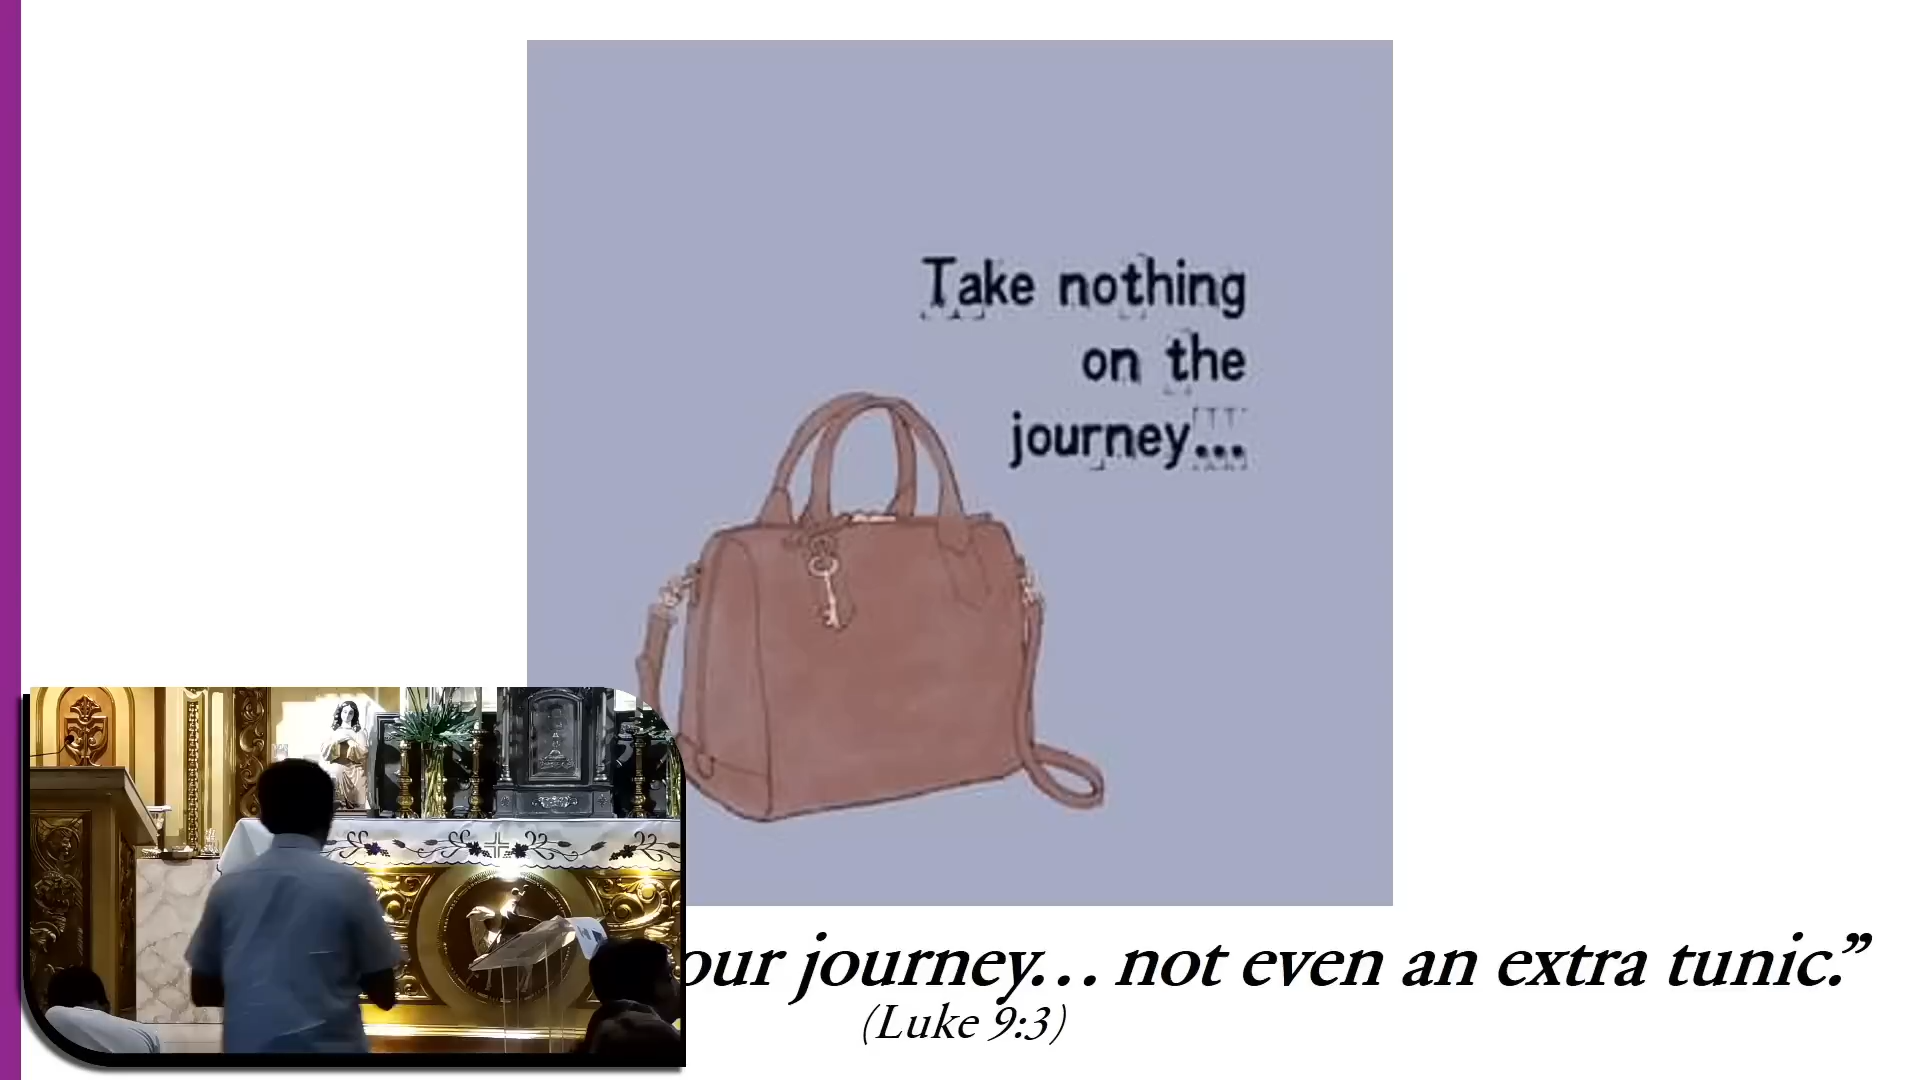 Take nothing
on the
journey...
our journey... not even an extra tunic.”
(Luke 9:3)